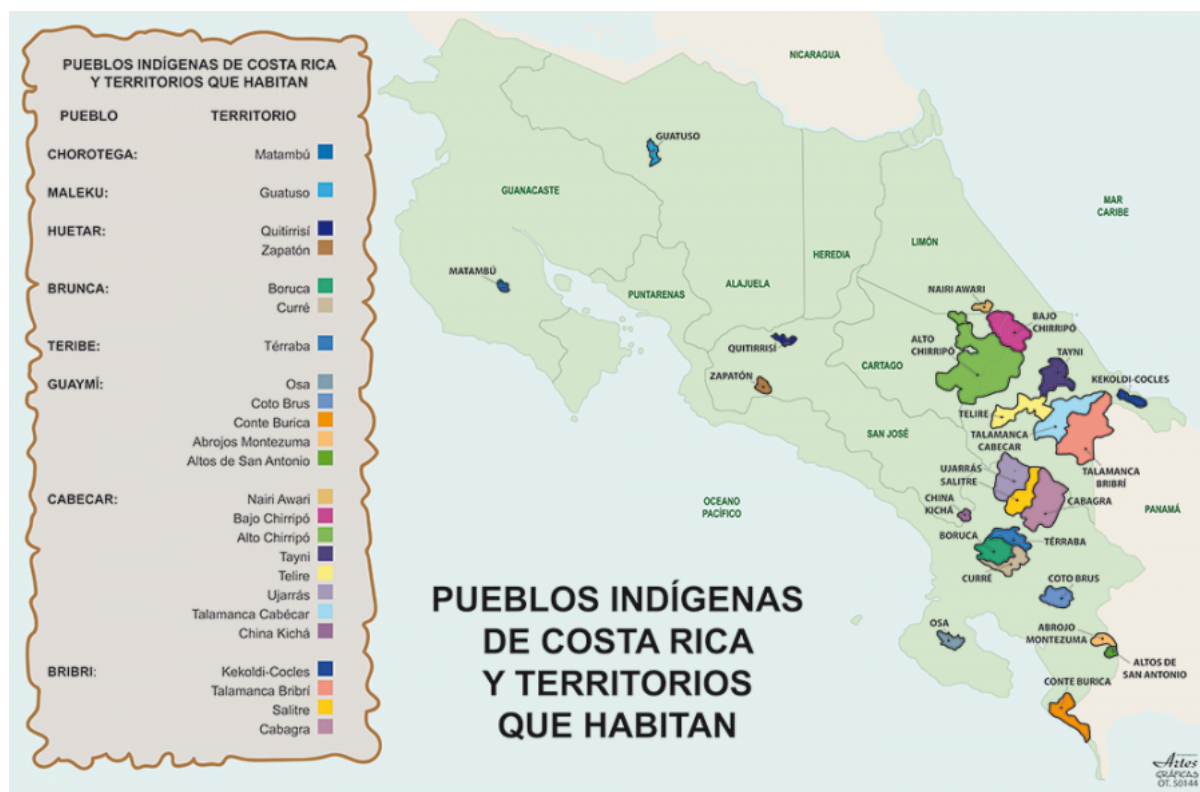 PUEBLOS INDÍGENAS DE COSTA RICA
Y TERRITORIOS QUE HABITAN
PUEBLO TERRITORIO
CHOROTEGA: Matambú
MALEKU: Guatuso
HUETAR: Quitirrisí
Zapatón
BRUNCA: Boruca
Curré
TERIBE: Térraba
GUAYMÍ: Osa
Coto Brus
Conte Burica
Abrojos Montezuma
Altos de San Antonio
CABECAR: Nairi Awari
Bajo Chirripó
Alto Chirripó
Tayni
Telire
Ujarrás
Talamanca Cabécar
China Kichá
BRIBRI: Kekoldi-Cocles
Talamanca Bribrí
Salitre
Cabagra
NICARAGUA
GUATUSO
GUANACASTE
MAR
CARIBE
LIMÓN
HEREDIA
MATAMBÚ
ALAJUELA
PUNTARENAS
NAIRI AWARI
BAJO
CHIRRIPÓ
ALTO
CHIRRIPÓ
QUITIRRISÍ
TAYNI
CARTAGO
ZAPATÓN
KEKOLDI-COCLES
TELIRE
SAN JOSÉ
TALAMANCA
CABECAR
UJARRÁS
SALITRE
TALAMANCA
BRIBRÍ
CHINA
KICHÁ
CABAGRA
OCEANO
PACÍFICO
PANAMÁ
BORUCA
TÉRRABA
CURRÉ
COTO BRUS
OSA
ABROJO
MONTEZUMA
ALTOS DE
SAN ANTONIO
CONTE BURICA
PUEBLOS INDÍGENAS
DE COSTA RICA
Y TERRITORIOS
QUE HABITAN
Artes
GRÁFICAS
OT. 50144